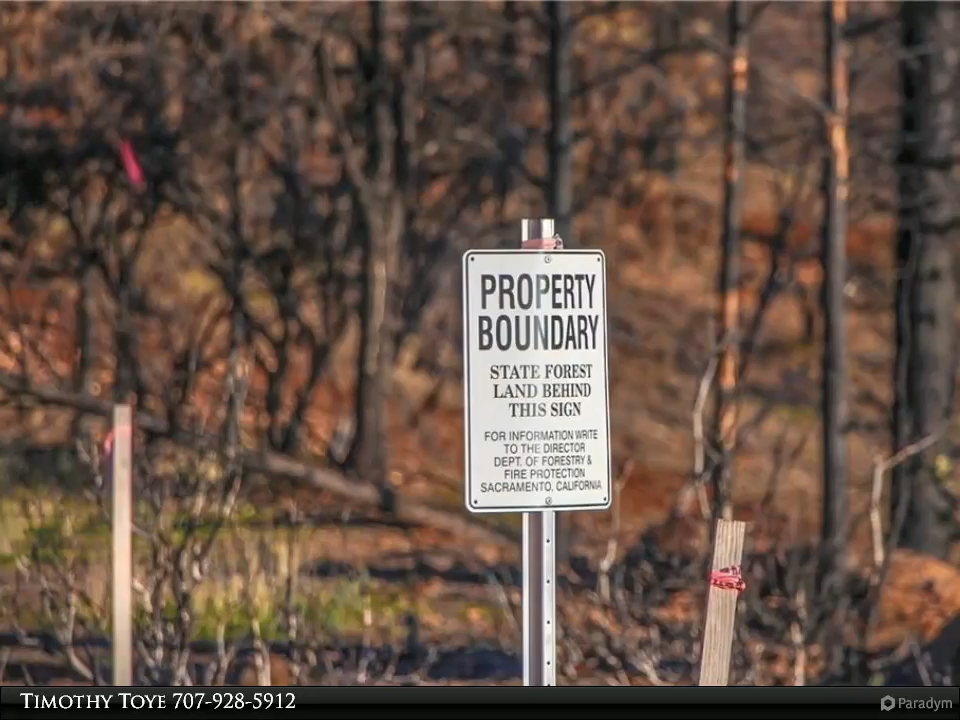 PROPERTY
BOUNDARY
STATE FOREST
LAND BEHIND
THIS SIGN
FOR INFORMATION WRITE
TO THE DIRECTOR
DEPT. OF FORESTRY &
FIRE PROTECTION
SACRAMENTO, CALIFORNIA
TIMOTHY TOYE 707-928-5912
Paradym